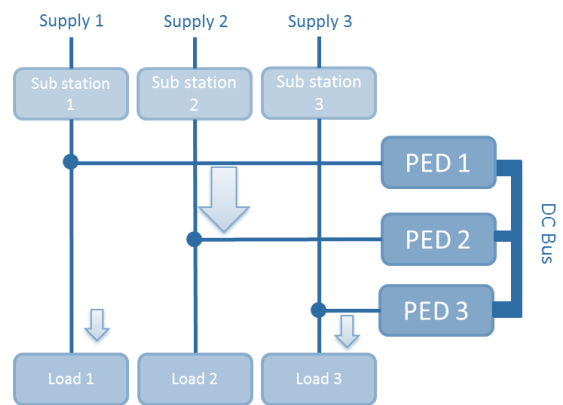 Supply 1
Supply 2
Supply 3
Sub station
1
Sub station
2
Sub station
3
PED 1
PED 2
PED 3
DC Bus
Load 1
Load 2
Load 3